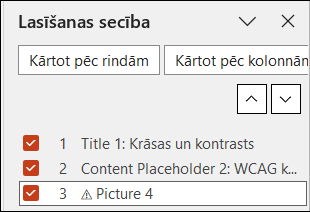 Lasīšanas secība
Kārtot pēc rindām Kārtot pēc kolonnān
1 Title 1: Krāsas un kontrasts
2 Content Placeholder 2: WCAG k...
3 ⚠ Picture 4